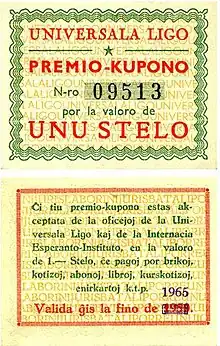 UNIVERSALA LIGO
PREMIO-KUPONO
N-ro 09513
por la valoro de
UNU STELO
Ĉi tiu premio-kupono estas ak-
ceptata de la oficejoj de la Uni-
versala Ligo kaj de la Internacia
Esperanto-Instituto, en la valoro
de 1.— Stelo, ĉe pagoj por brikoj,
kotizoj, abonoj, libroj, kurskotizoj,
enirkartoj k.t.p.
1965
Valida ĝis la fino de